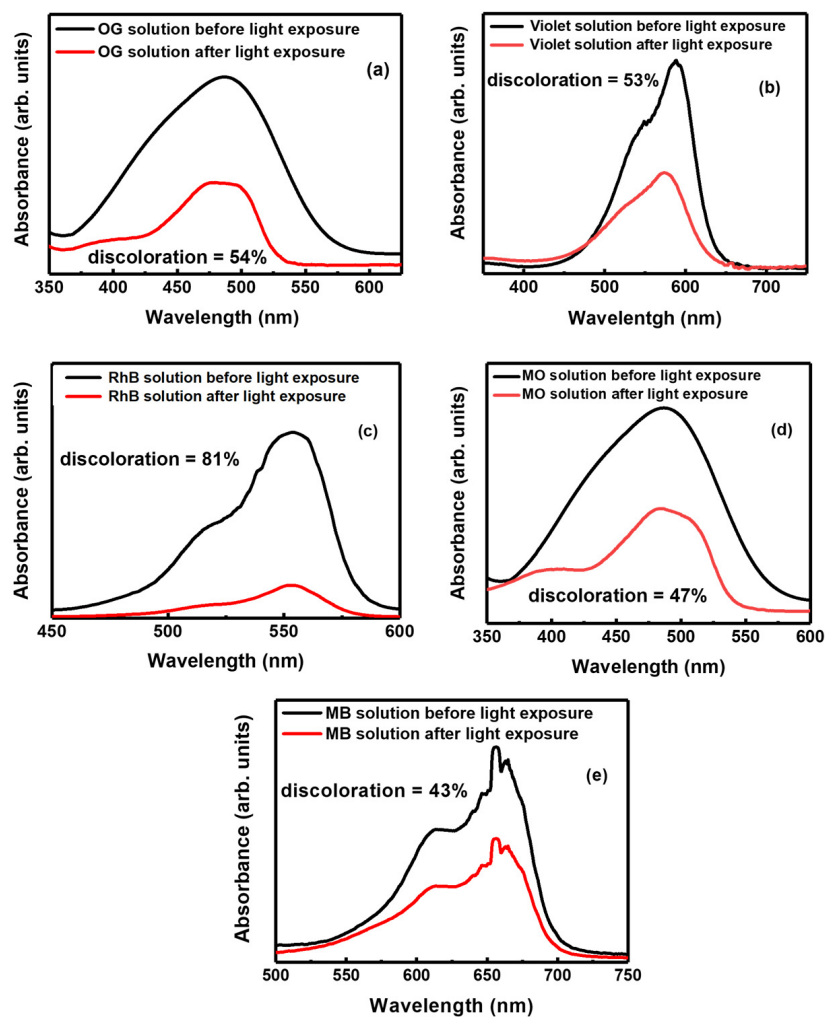 OG solution before light exposure
OG solution after light exposure
(a)
discoloration = 54%
Absorbance (arb. units)
350 400 450 500 550 600
Wavelength (nm)
Violet solution before light exposure
Violet solution after light exposure
discoloration = 53%
(b)
Absorbance (arb. units)
400 500 600 700
Wavelentgh (nm)
RhB solution before light exposure
RhB solution after light exposure
(c)
discoloration = 81%
Absorbance (arb. units)
450 500 550 600
Wavelength (nm)
MO solution before light exposure
MO solution after light exposure
(d)
discoloration = 47%
Absorbance (arb. units)
350 400 450 500 550 600
Wavelength (nm)
MB solution before light exposure
MB solution after light exposure
(e)
discoloration = 43%
Absorbance (arb. units)
500 550 600 650 700 750
Wavelength (nm)